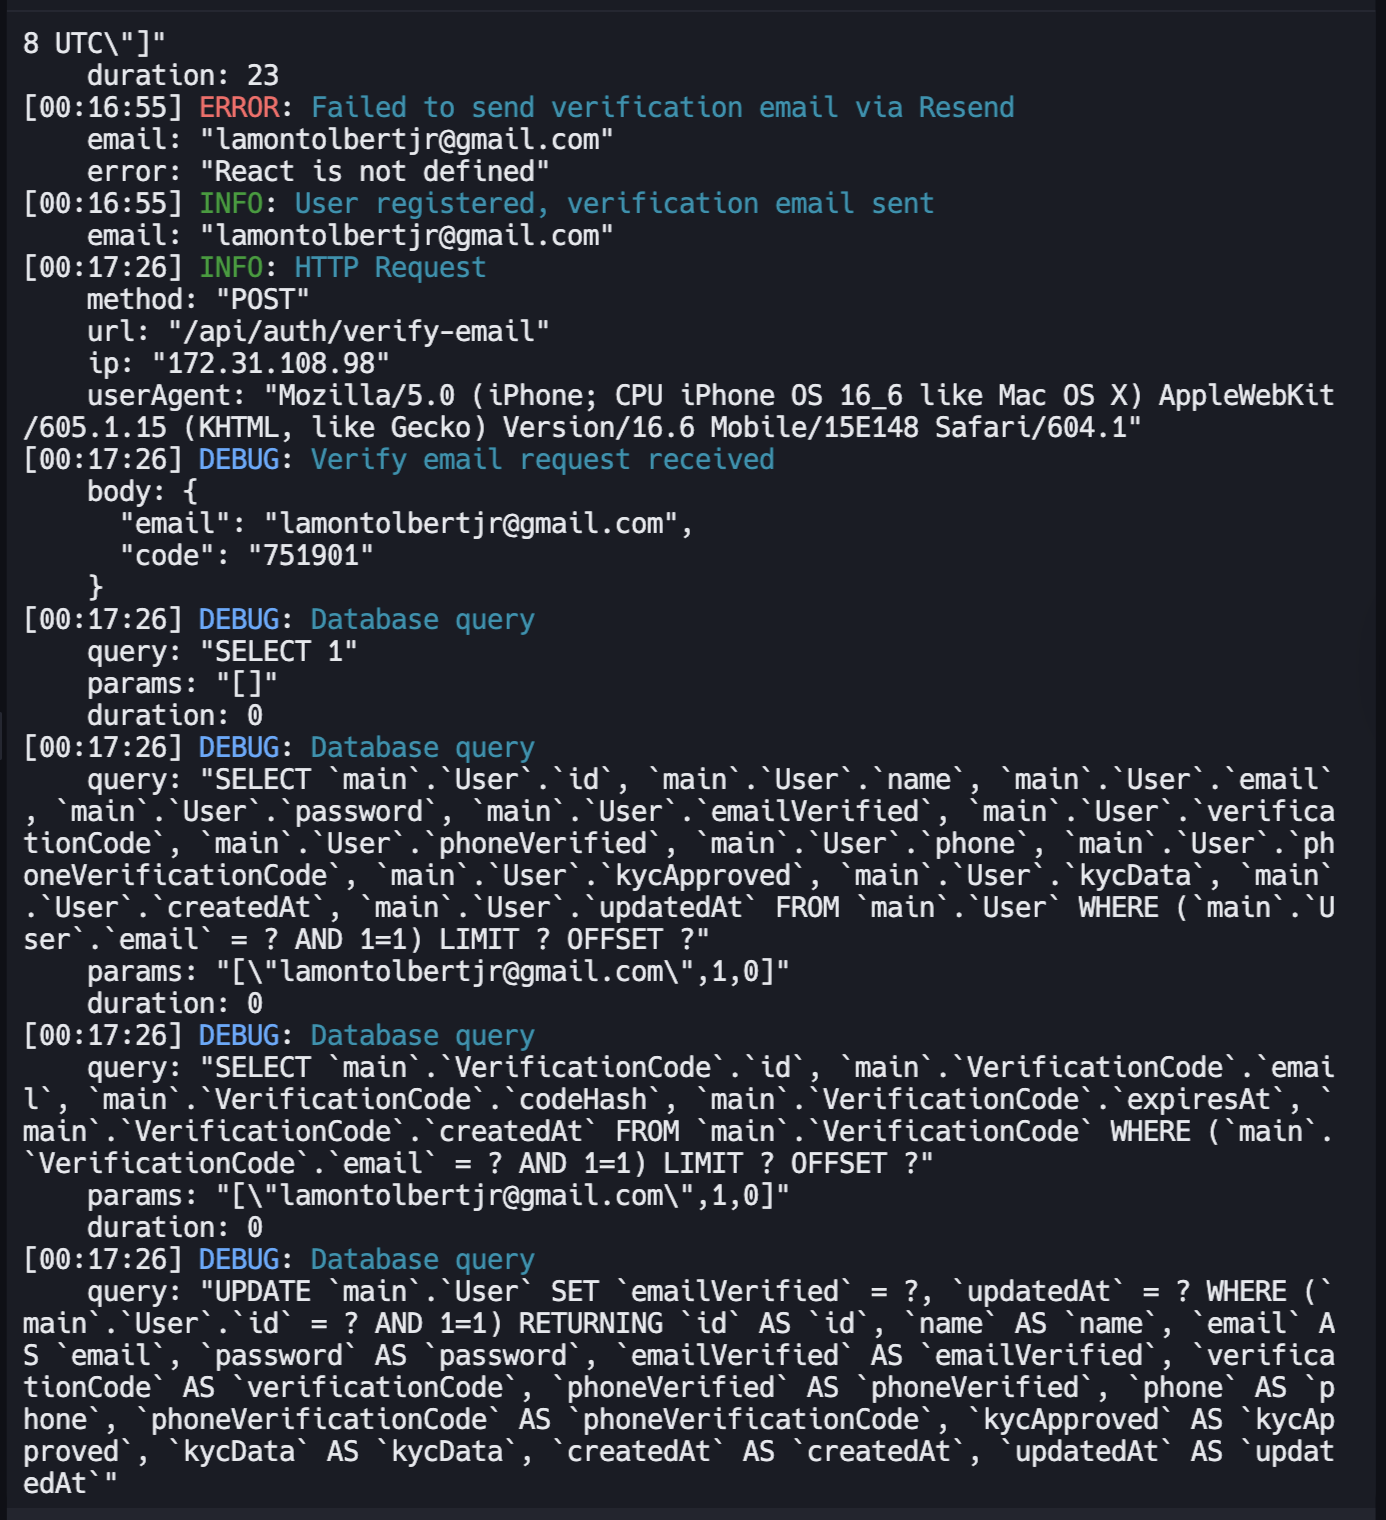 8 UTC\"]"
duration: 23
[00:16:55] ERROR: Failed to send verification email via Resend
email: "lamontolbertjr@gmail.com"
error: "React is not defined"
[00:16:55] INFO: User registered, verification email sent
email: "lamontolbertjr@gmail.com"
[00:17:26] INFO: HTTP Request
method: "POST"
url: "/api/auth/verify-email"
ip: "172.31.108.98"
userAgent: "Mozilla/5.0 (iPhone; CPU iPhone OS 16_6 like Mac OS X) AppleWebKit
/605.1.15 (KHTML, like Gecko) Version/16.6 Mobile/15E148 Safari/604.1"
[00:17:26] DEBUG: Verify email request received
body: {
"email": "lamontolbertjr@gmail.com",
"code": "751901"
}
[00:17:26] DEBUG: Database query
query: "SELECT 1"
params: "[]"
duration: 0
[00:17:26] DEBUG: Database query
query: "SELECT `main`.`User`.`id`, `main`.`User`.`name`, `main`.`User`.`email`
, `main`.`User`.`password`, `main`.`User`.`emailVerified`, `main`.`User`.`verifica
tionCode`, `main`.`User`.`phoneVerified`, `main`.`User`.`phone`, `main`.`User`.`ph
oneVerificationCode`, `main`.`User`.`kycApproved`, `main`.`User`.`kycData`, `main`
.`User`.`createdAt`, `main`.`User`.`updatedAt` FROM `main`.`User` WHERE (`main`.`U
ser`.`email` = ? AND 1=1) LIMIT ? OFFSET ?"
params: "[\"lamontolbertjr@gmail.com\",1,0]"
duration: 0
[00:17:26] DEBUG: Database query
query: "SELECT `main`.`VerificationCode`.`id`, `main`.`VerificationCode`.`emai
l`, `main`.`VerificationCode`.`codeHash`, `main`.`VerificationCode`.`expiresAt`, `
main`.`VerificationCode`.`createdAt` FROM `main`.`VerificationCode` WHERE (`main`.
`VerificationCode`.`email` = ? AND 1=1) LIMIT ? OFFSET ?"
params: "[\"lamontolbertjr@gmail.com\",1,0]"
duration: 0
[00:17:26] DEBUG: Database query
query: "UPDATE `main`.`User` SET `emailVerified` = ?, `updatedAt` = ? WHERE (`
main`.`User`.`id` = ? AND 1=1) RETURNING `id` AS `id`, `name` AS `name`, `email` A
S `email`, `password` AS `password`, `emailVerified` AS `emailVerified`, `verifica
tionCode` AS `verificationCode`, `phoneVerified` AS `phoneVerified`, `phone` AS `p
hone`, `phoneVerificationCode` AS `phoneVerificationCode`, `kycApproved` AS `kycAp
proved`, `kycData` AS `kycData`, `createdAt` AS `createdAt`, `updatedAt` AS `updat
edAt`"